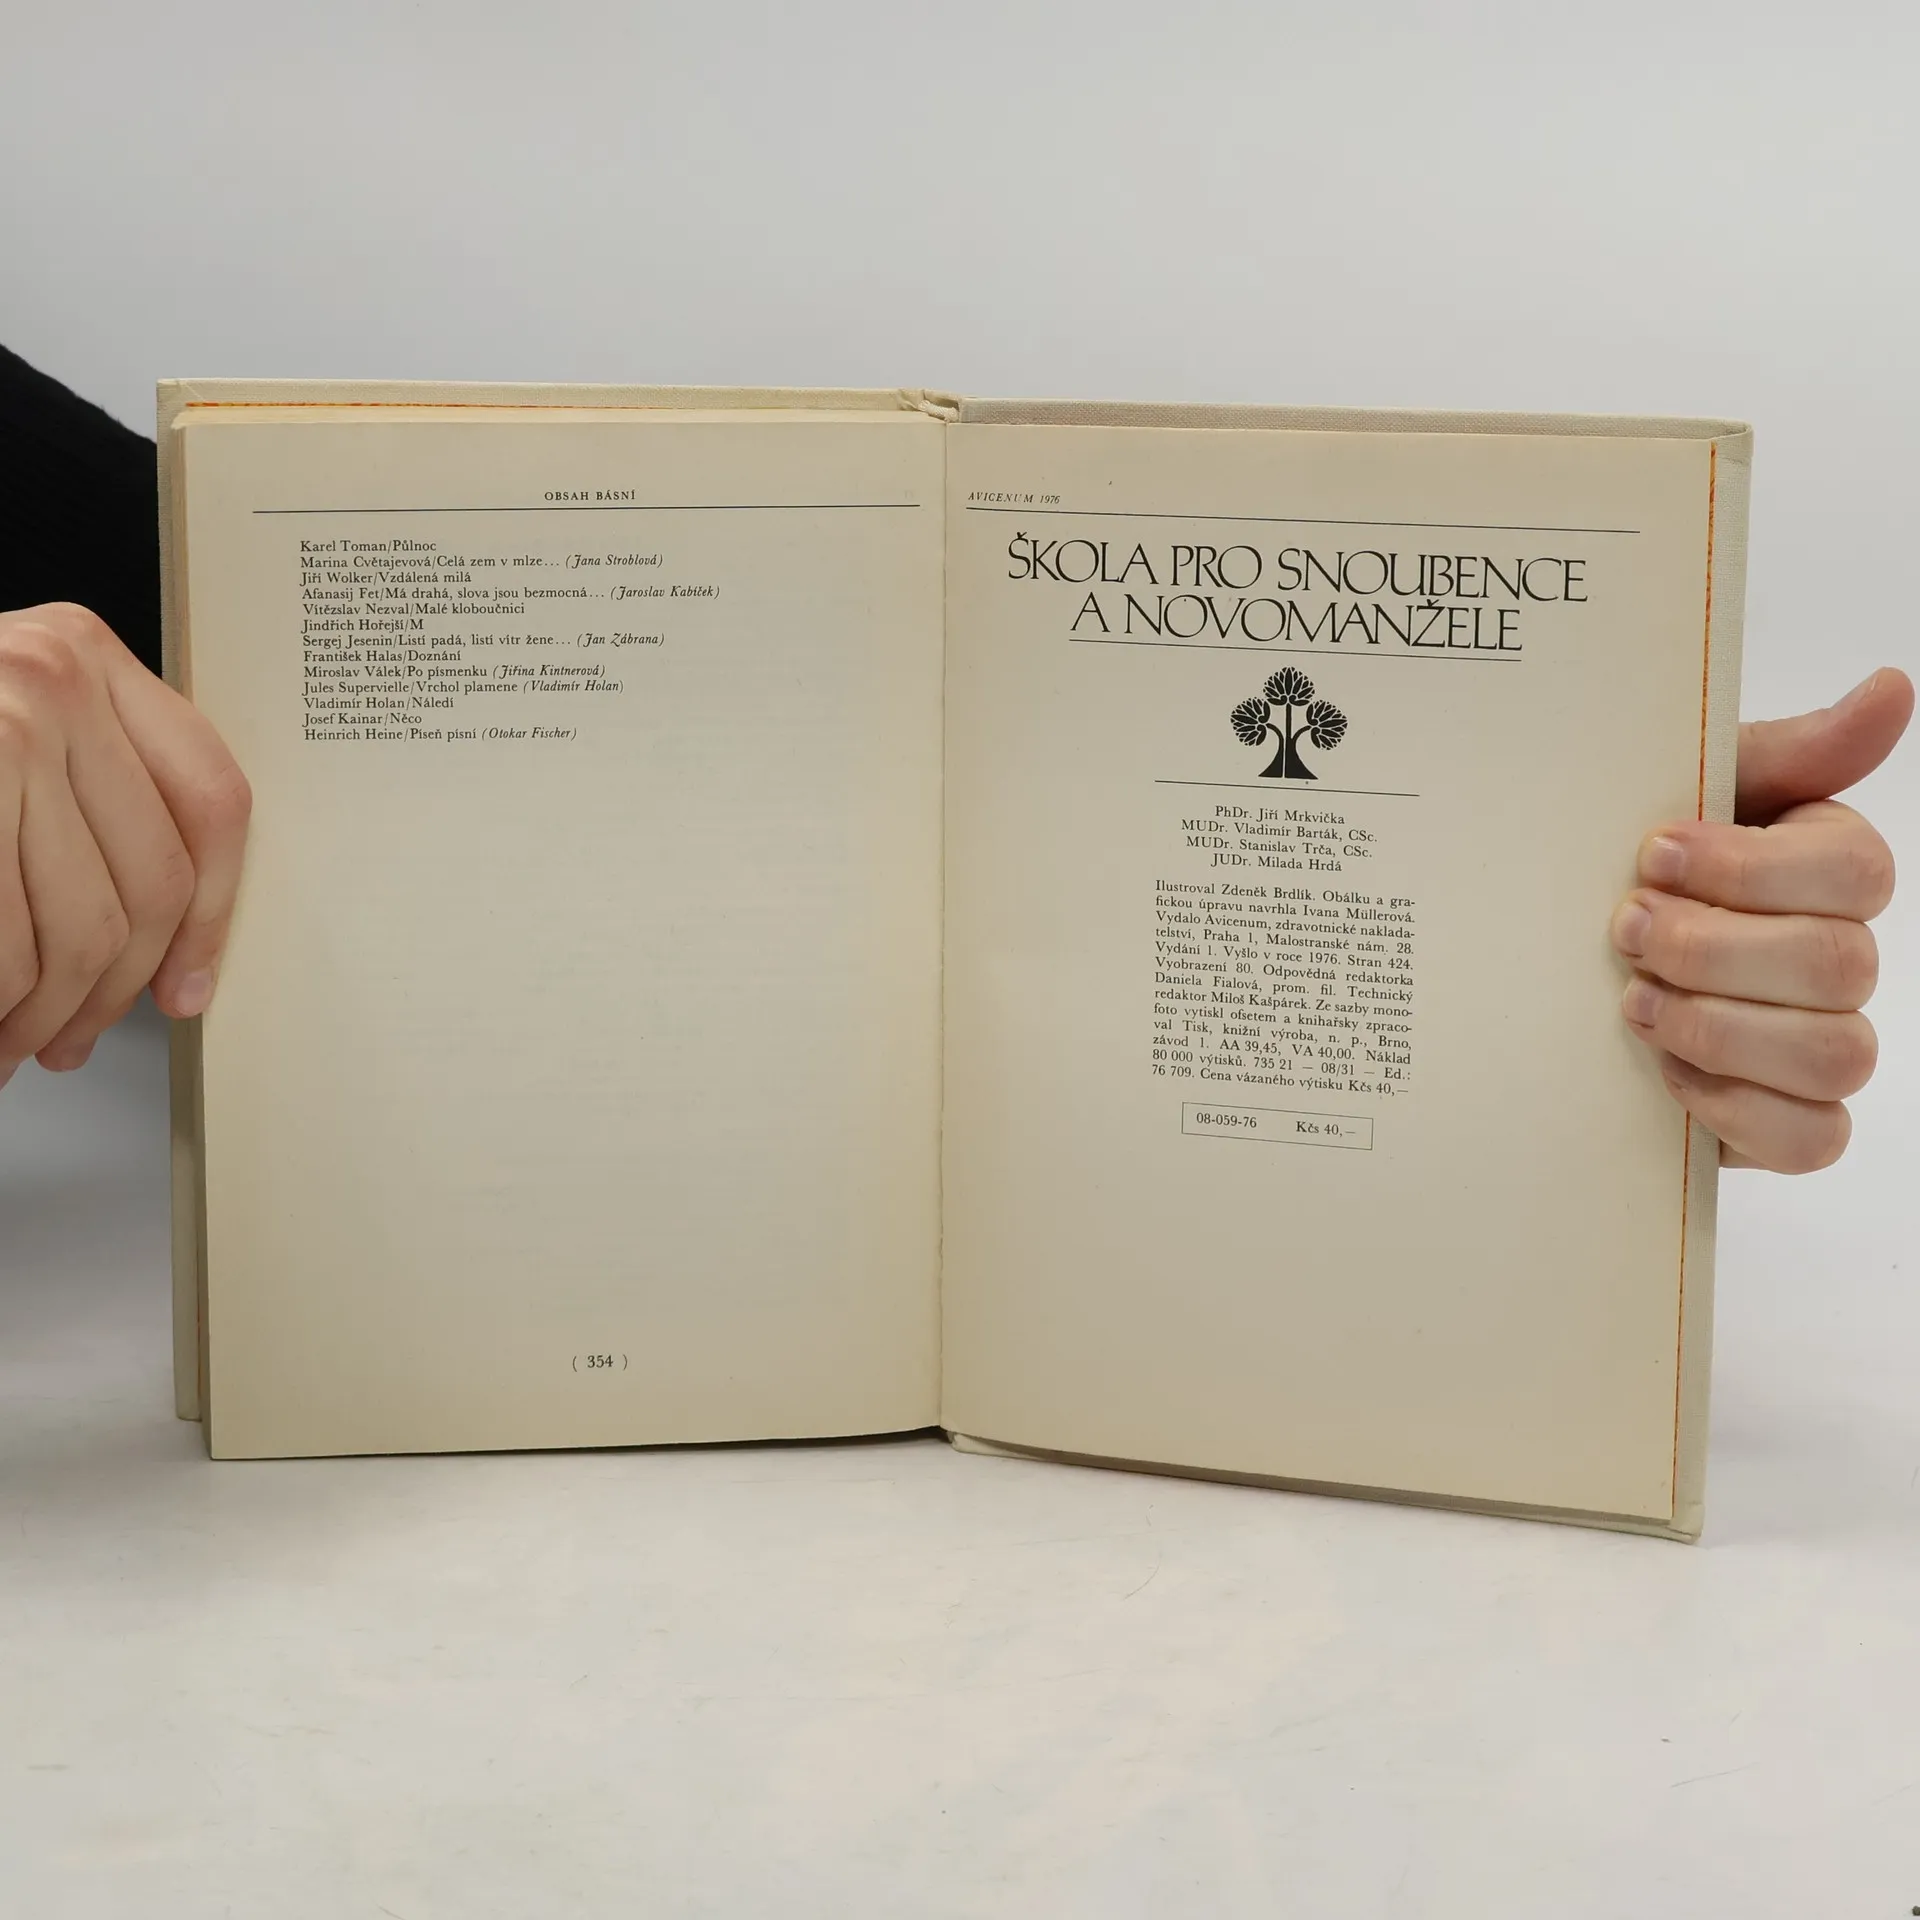 OBSAH BÁSNÍ
Karel Toman/Půlnoc
Marina Cvětajevová/Celá zem v mlze... (Jana Štroblová)
Jiří Wolker/Vzdálená milá
Afanasij Fet/Má drahá, slova jsou bezmocná... (Jaroslav Kabíček)
Vítězslav Nezval/Malé kloboučnici
Jindřich Hořejší/M
Sergej Jesenin/Listí padá, listí vítr žene... (Jan Zábrana)
František Halas/Doznání
Miroslav Válek/Po písmenku (Jiřina Kintnerová)
Jules Supervielle/Vrchol plamene (Vladimír Holan)
Vladimír Holan/Náledí
Josef Kainar/Něco
Heinrich Heine/Píseň písní (Otokar Fischer)
( 354 )
AVICENUM 1976
ŠKOLA PRO SNOUBENCE
A NOVOMANŽELE
PhDr. Jiří Mrkvička
MUDr. Vladimír Barták, CSc.
MUDr. Stanislav Trča, CSc.
JUDr. Milada Hrdá
Ilustroval Zdeněk Brdlík. Obálku a gra-
fickou úpravu navrhla Ivana Müllerová.
Vydalo Avicenum, zdravotnické naklada-
telství, Praha 1, Malostranské nám. 28.
Vydání 1. Vyšlo v roce 1976. Stran 424.
Vyobrazení 80. Odpovědná redaktorka
Daniela Fialová, prom. fil. Technický
redaktor Miloš Kašpárek. Ze sazby mono-
foto vytiskl ofsetem a knihařsky zpraco-
val Tisk, knižní výroba, n. p., Brno,
závod 1. AA 39,45, VA 40,00. Náklad
80 000 výtisků. 735 21 — 08/31 — Ed.:
76 709. Cena vázaného výtisku Kčs 40,—
08-059-76 Kčs 40,—